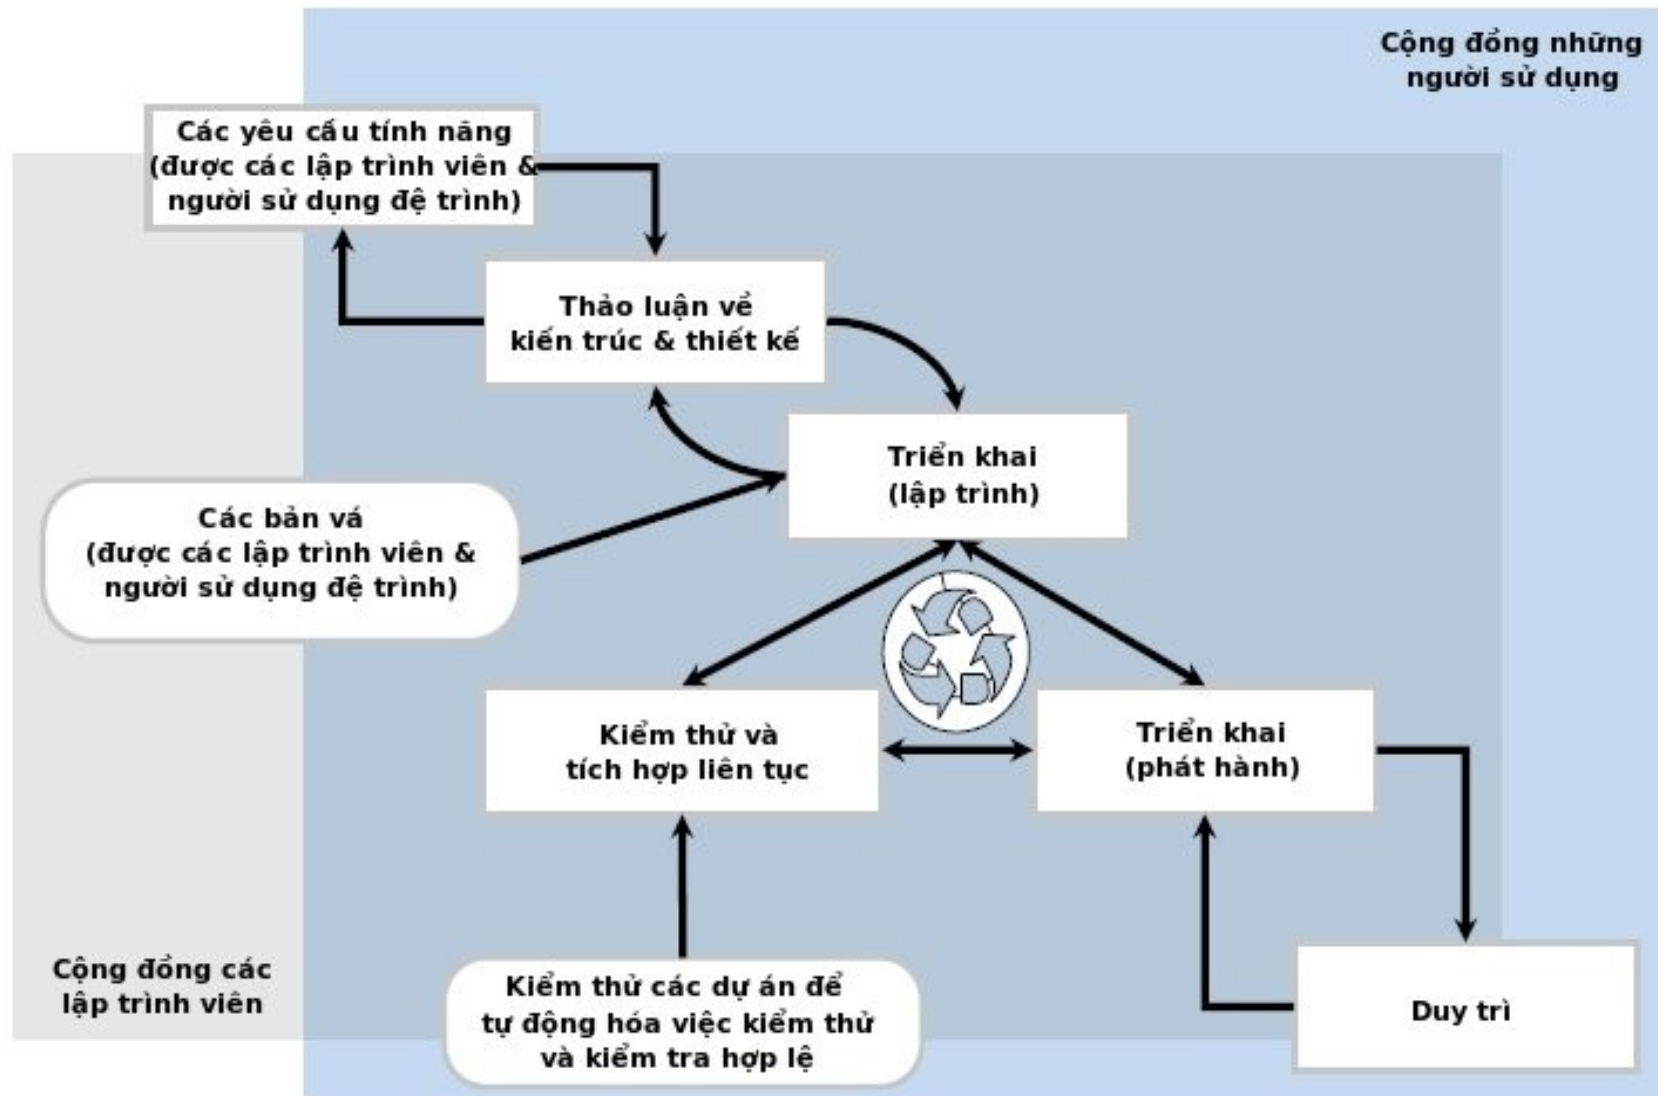 Cộng đồng những
người sử dụng
Các yêu cầu tính năng
(được các lập trình viên &
người sử dụng đệ trình)
Thảo luận về
kiến trúc & thiết kế
Triển khai
(lập trình)
Các bản vá
(được các lập trình viên &
người sử dụng đệ trình)
Kiểm thử và
tích hợp liên tục
Triển khai
(phát hành)
Cộng đồng các
lập trình viên
Kiểm thử các dự án để
tự động hóa việc kiểm thử
và kiểm tra hợp lệ
Duy trì